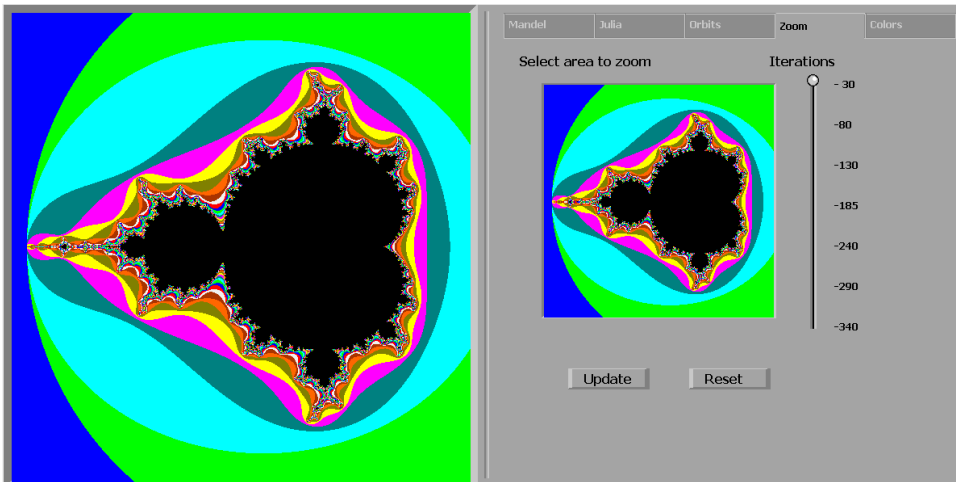 Mandel Julia Orbits Zoom Colors
Select area to zoom Iterations
- 30
-80
-130
-185
-240
-290
-340
Update Reset